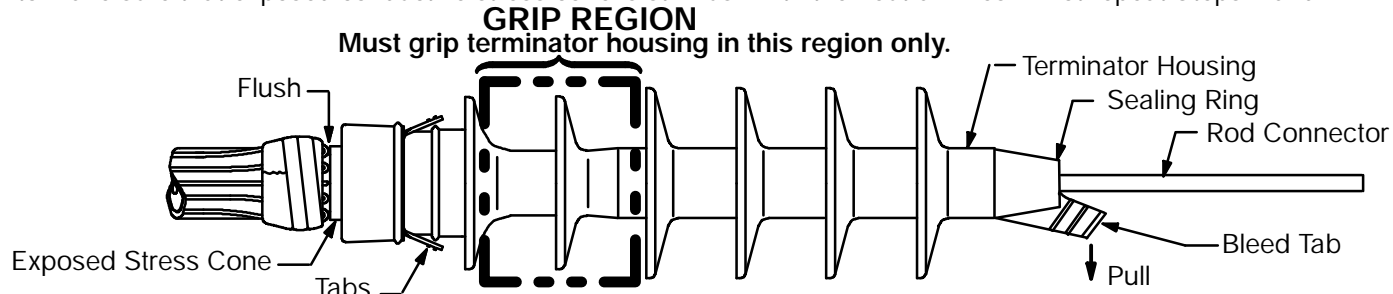 GRIP REGION
Must grip terminator housing in this region only.
Flush
Terminator Housing
Sealing Ring
Rod Connector
Exposed Stress Cone
Tabs
Bleed Tab
Pull